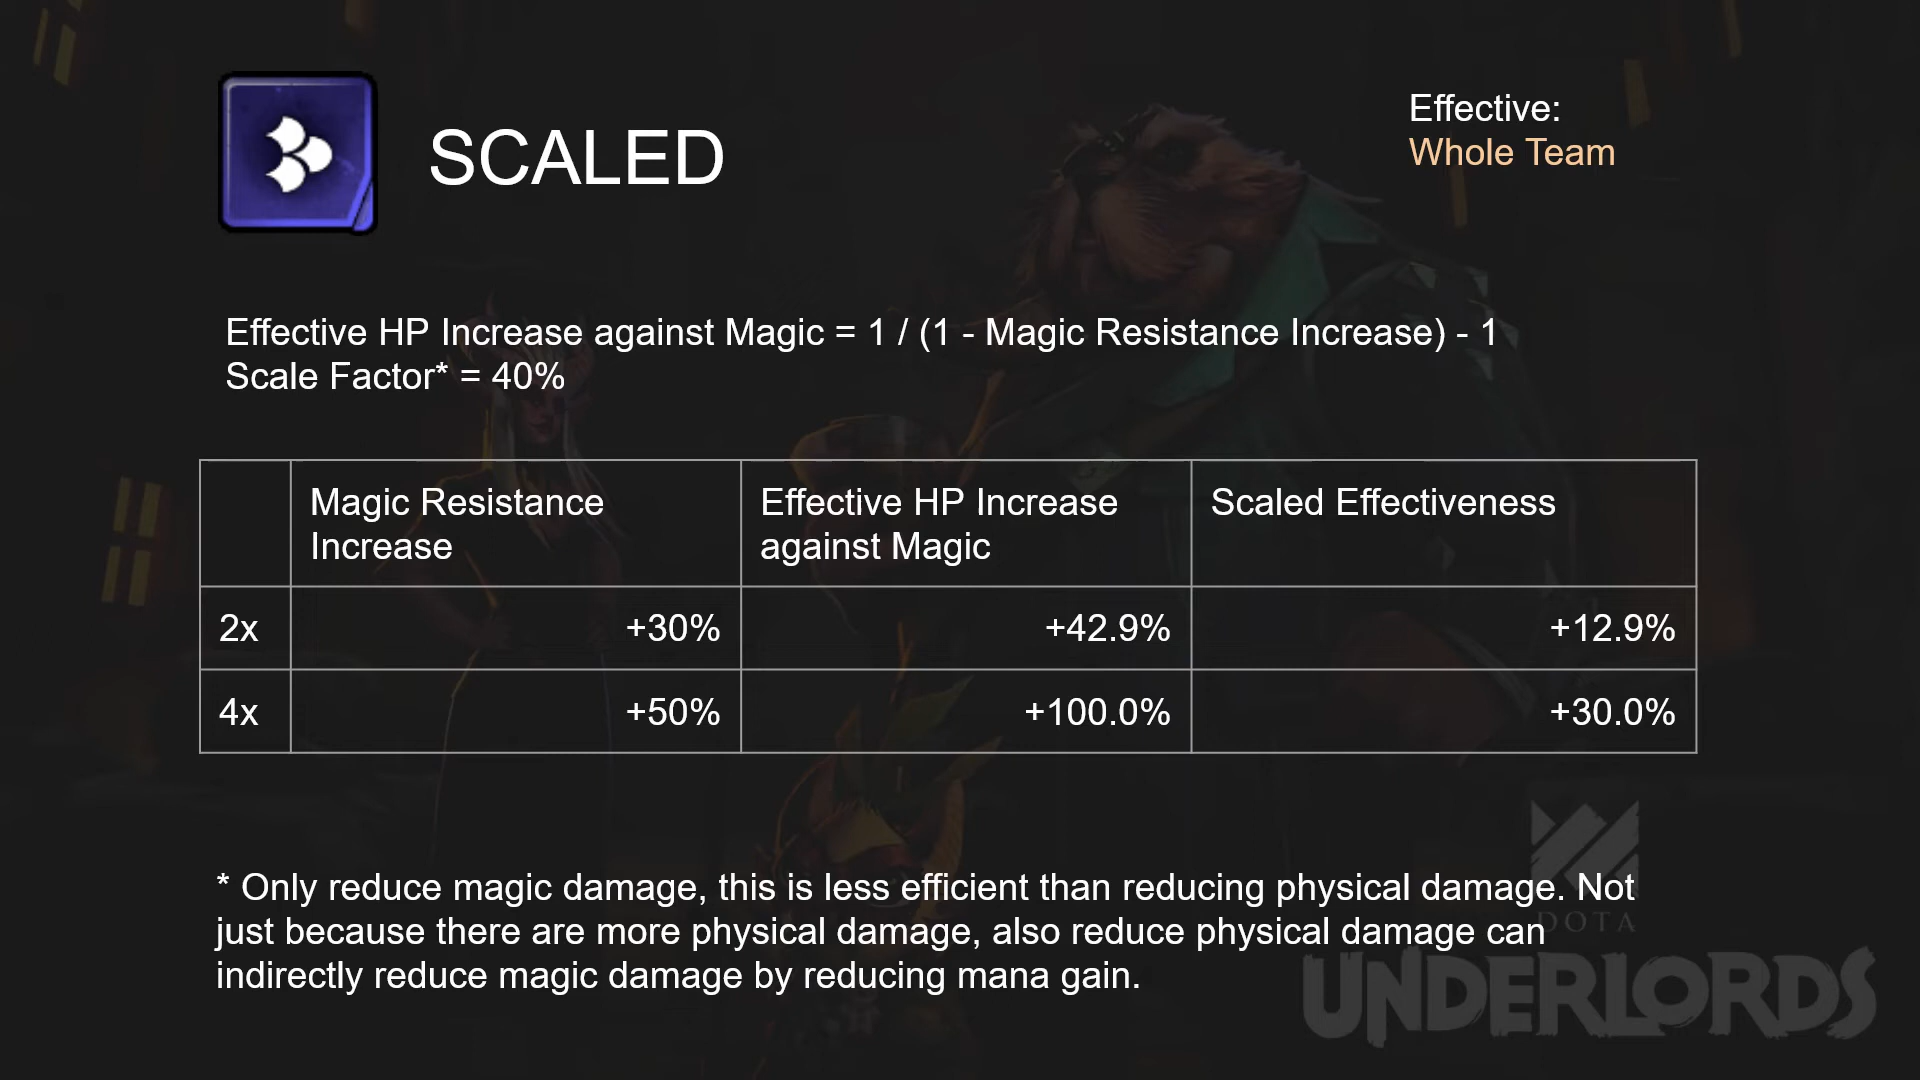 SCALED
Effective:
Whole Team
Effective HP Increase against Magic = 1 / (1 - Magic Resistance Increase) - 1
Scale Factor* = 40%
Magic Resistance
Increase
Effective HP Increase
against Magic
Scaled Effectiveness
2x +30% +42.9% +12.9%
4x +50% +100.0% +30.0%
* Only reduce magic damage, this is less efficient than reducing physical damage. Not
just because there are more physical damage, also reduce physical damage can
indirectly reduce magic damage by reducing mana gain.
DOTA
UNDERLORDS